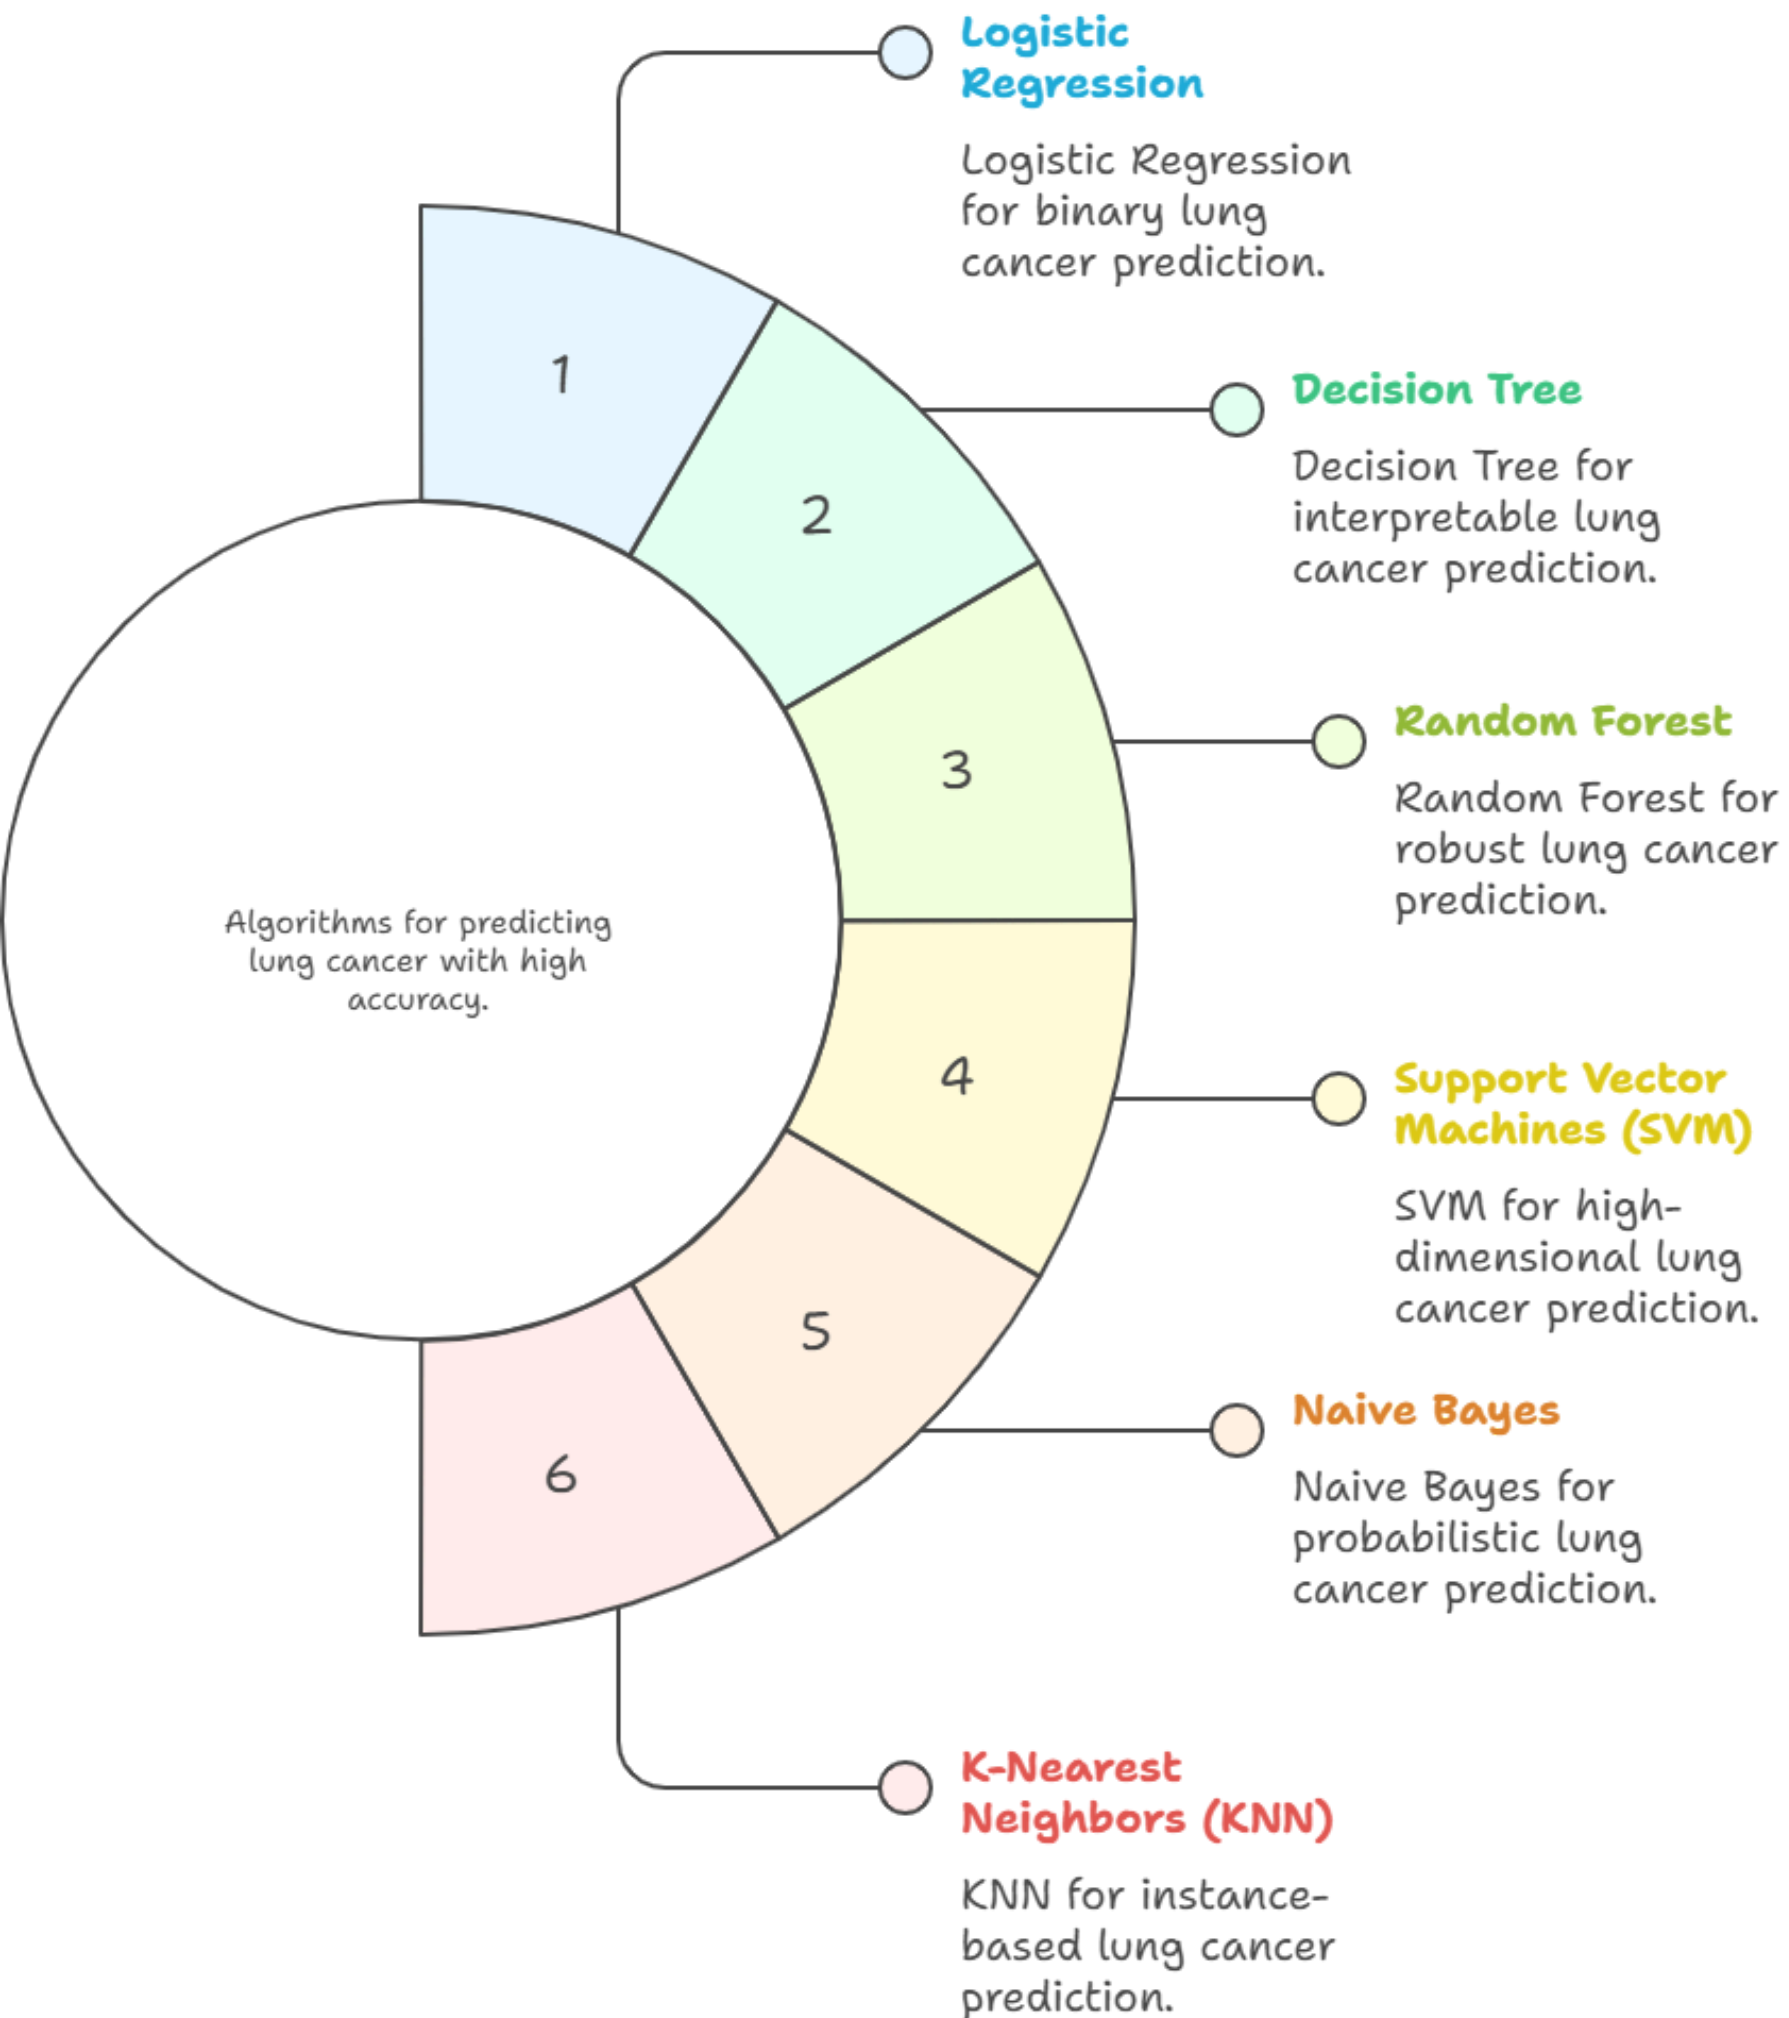 Logistic
Regression
Logistic Regression
for binary lung
cancer prediction.
1
Decision Tree
Decision Tree for
interpretable lung
cancer prediction.
2
Random Forest
Random Forest for
robust lung cancer
prediction.
3
Algorithms for predicting
lung cancer with high
accuracy.
4
Support Vector
Machines (SVM)
SVM for high-
dimensional lung
cancer prediction.
5
Naive Bayes
Naive Bayes for
probabilistic lung
cancer prediction.
6
K-Nearest
Neighbors (KNN)
KNN for instance-
based lung cancer
prediction.